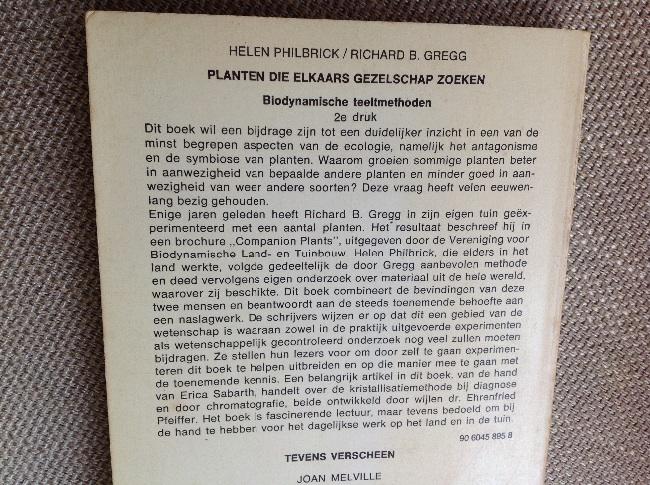 HELEN PHILBRICK / RICHARD B. GREGG
PLANTEN DIE ELKAARS GEZELSCHAP ZOEKEN
Biodynamische teeltmethoden
2e druk
Dit boek wil een bijdrage zijn tot een duidelijker inzicht in een van de
minst begrepen aspecten van de ecologie, namelijk het antagonisme
en de symbiose van planten. Waarom groeien sommige planten beter
in aanwezigheid van bepaalde andere planten en minder goed in aan-
wezigheid van weer andere soorten? Deze vraag heeft velen eeuwen-
lang bezig gehouden.
Enige jaren geleden heeft Richard B. Gregg in zijn eigen tuin geëx-
perimenteerd met een aantal planten. Het resultaat beschreef hij in
een brochure „Companion Plants", uitgegeven door de Vereniging voor
Biodynamische Land- en Tuinbouw. Helen Philbrick, die elders in het
land werkte, volgde gedeeltelijk de door Gregg aanbevolen methode
en deed vervolgens eigen onderzoek over materiaal uit de hele wereld,
waarover zij beschikte. Dit boek combineert de bevindingen van deze
twee mensen en beantwoordt aan de steeds toenemende behoefte aan
een naslagwerk. De schrijvers wijzen er op dat dit een gebied van de
wetenschap is waaraan zowel in de praktijk uitgevoerde experimenten
als wetenschappelijk gecontroleerd onderzoek nog veel zullen moeten
bijdragen. Ze stellen hun lezers voor om door zelf te gaan experimen-
teren dit boek te helpen uitbreiden en op die manier mee te gaan met
de toenemende kennis. Een belangrijk artikel in dit boek, van de hand
van Erica Sabarth, handelt over de kristallisatiemethode bij diagnose
en door chromatografie, beide ontwikkeld door wijlen dr. Ehrenfried
Pfeiffer. Het boek is fascinerende lectuur, maar tevens bedoeld om bij
de hand te hebber voor het dagelijkse werk op het land en in de tuin.
90 6045 895 8
TEVENS VERSCHEEN
JOAN MELVILLE